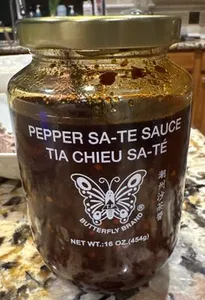 PEPPER SA-TE SAUCE
TIA CHIEU SA-TÉ
潮州沙茶醬
BUTTERFLY BRAND®
NET WT.:16 OZ (454g)